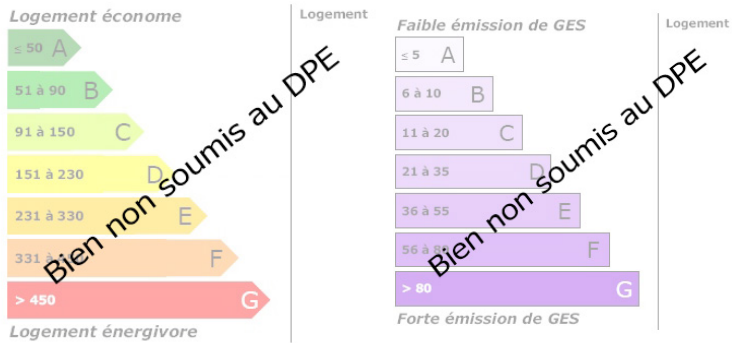 Logement économe
Logement
≤ 50 A
51 à 90 B
91 à 150 C
151 à 230 D
231 à 330 E
331 à F
> 450 G
Logement énergivore
Bien non soumis au DPE
Faible émission de GES
Logement
≤ 5 A
6 à 10 B
11 à 20 C
21 à 35 D
36 à 55 E
56 à 80 F
> 80 G
Forte émission de GES
Bien non soumis au DPE